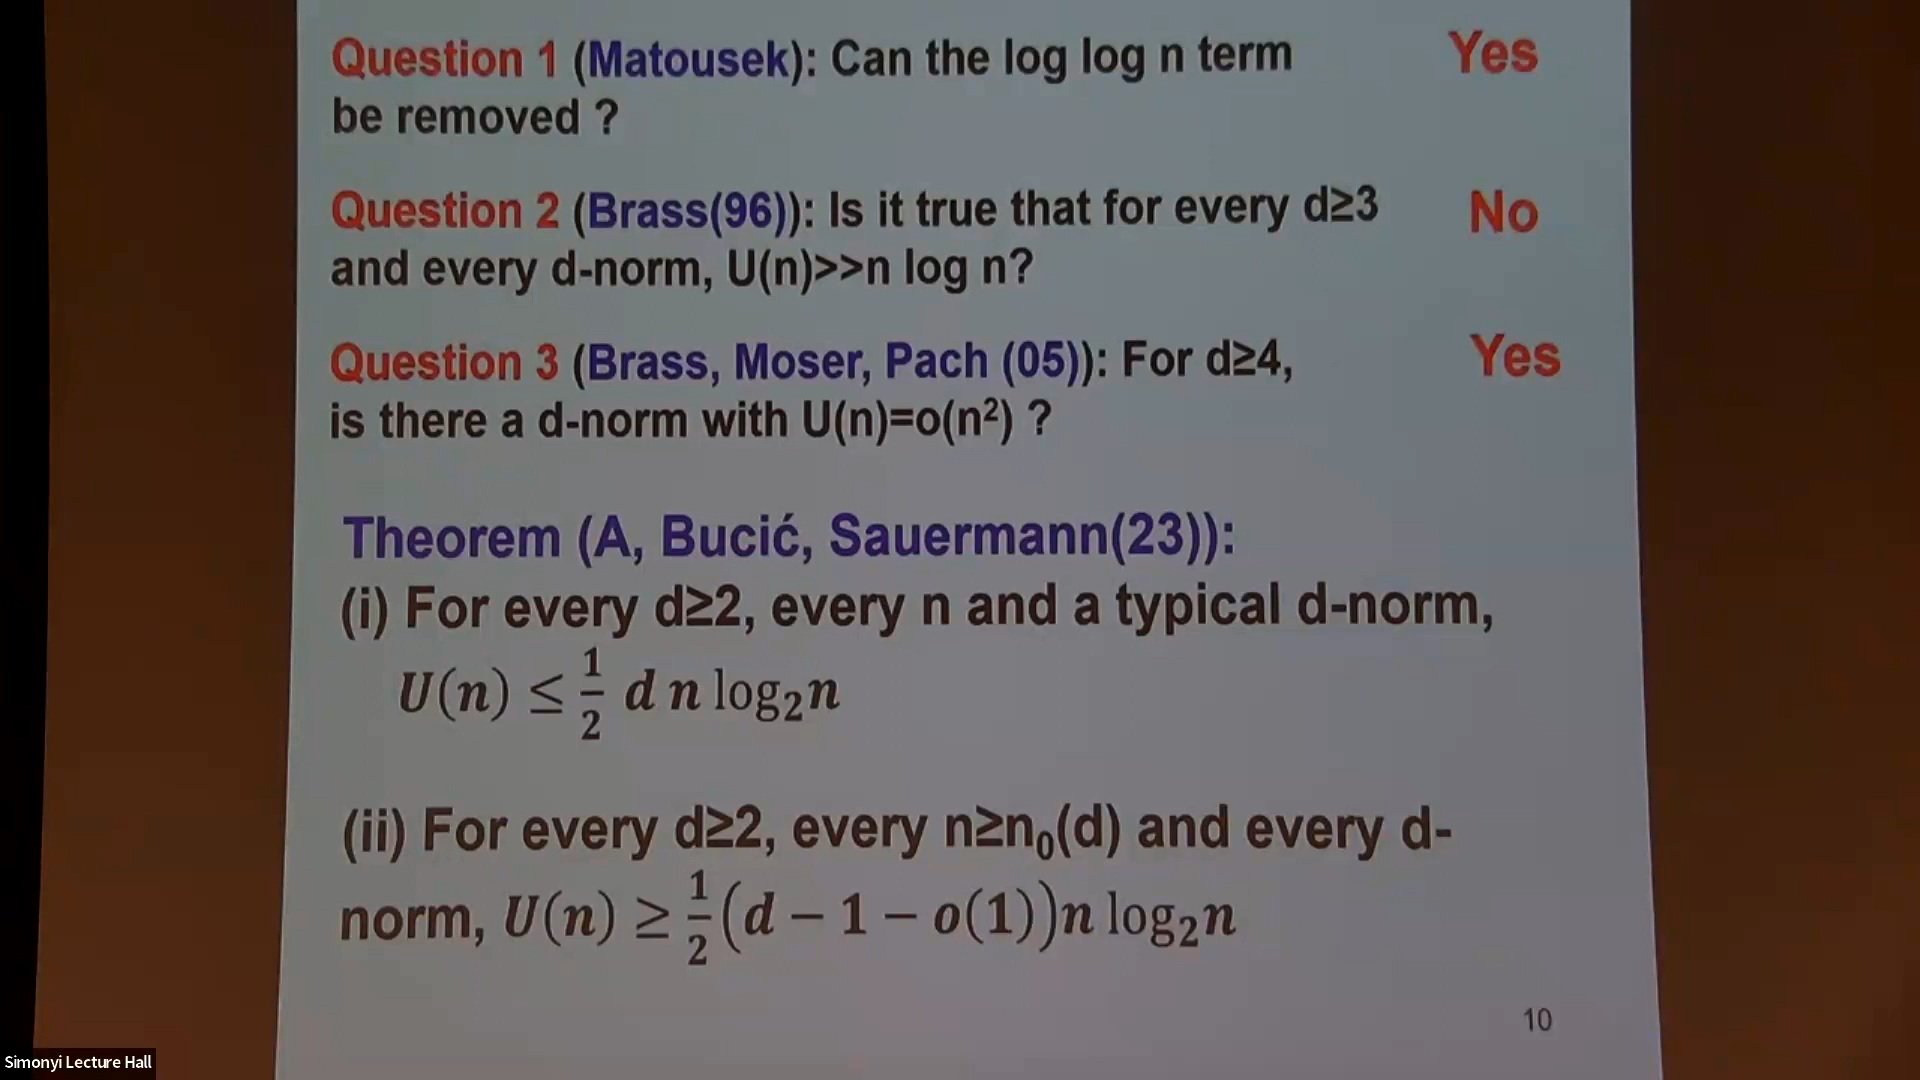 Question 1 (Matousek): Can the log log n term Yes
be removed ?
Question 2 (Brass(96)): Is it true that for every d≥3 No
and every d-norm, U(n)>>n log n?
Question 3 (Brass, Moser, Pach (05)): For d≥4, Yes
is there a d-norm with U(n)=o(n²) ?
Theorem (A, Bucić, Sauermann(23)):
(i) For every d≥2, every n and a typical d-norm,
U(n) ≤ 1/2 d n log₂n
(ii) For every d≥2, every n≥n₀(d) and every d-
norm, U(n) ≥ 1/2 (d − 1 − o(1))n log₂n
10
Simonyi Lecture Hall